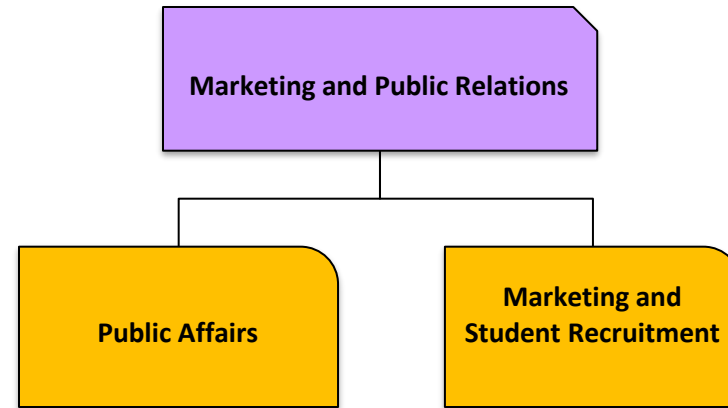 Marketing and Public Relations
Public Affairs
Marketing and
Student Recruitment